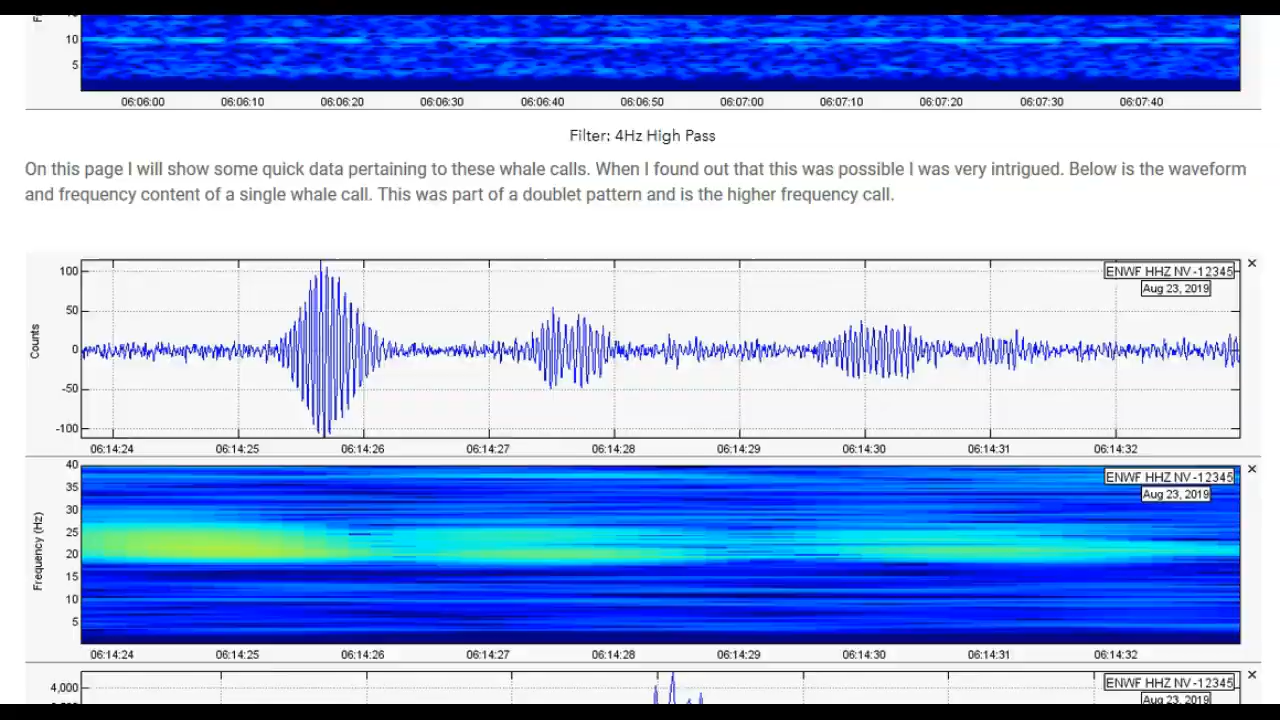 10
5
06:06:00 06:06:10 06:06:20 06:06:30 06:06:40 06:06:50 06:07:00 06:07:10 06:07:20 06:07:30 06:07:40
Filter: 4Hz High Pass
On this page I will show some quick data pertaining to these whale calls. When I found out that this was possible I was very intrigued. Below is the waveform
and frequency content of a single whale call. This was part of a doublet pattern and is the higher frequency call.
ENWF HHZ NV -12345
Aug 23, 2019
Counts
100
50
0
-50
-100
06:14:24 06:14:25 06:14:26 06:14:27 06:14:28 06:14:29 06:14:30 06:14:31 06:14:32
ENWF HHZ NV -12345
Aug 23, 2019
Frequency (Hz)
40
35
30
25
20
15
10
5
06:14:24 06:14:25 06:14:26 06:14:27 06:14:28 06:14:29 06:14:30 06:14:31 06:14:32
4,000
ENWF HHZ NV -12345
Aug 23, 2019